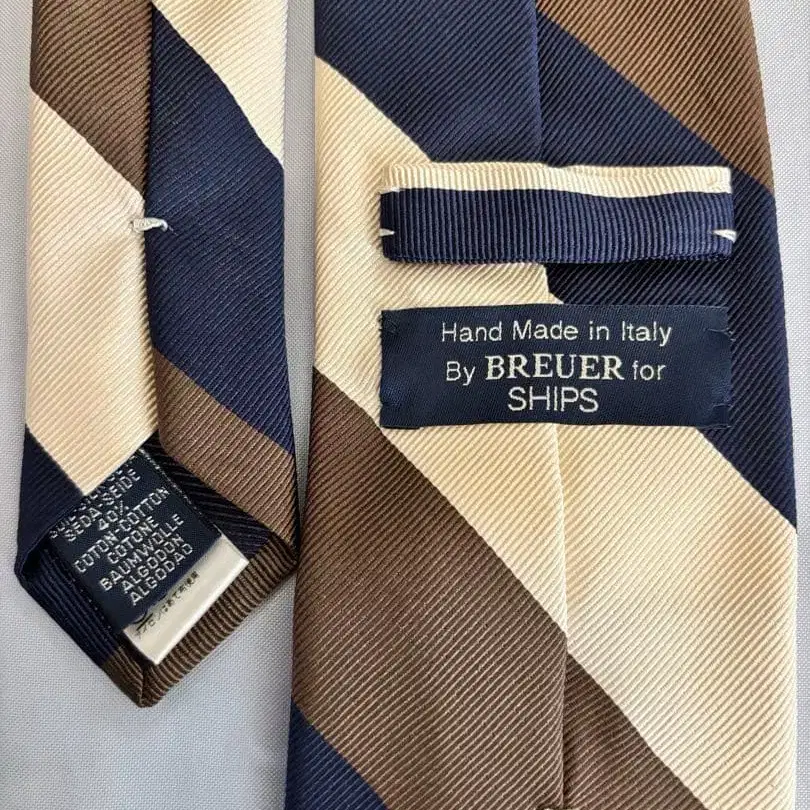 Hand Made in Italy
By BREUER for
SHIPS
SEDA-SEIDE
40%
COTON-COTTON
COTONE
BAUMWOLLE
ALGODON
ALGODAO